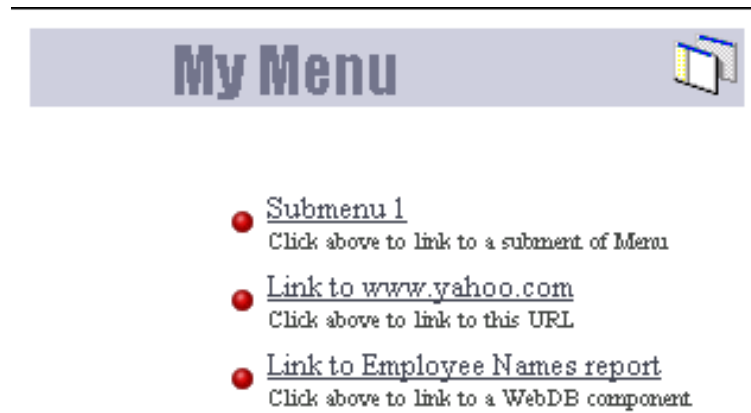 My Menu
Submenu 1
Click above to link to a subment of Menu
Link to www.yahoo.com
Click above to link to this URL
Link to Employee Names report
Click above to link to a WebDB component